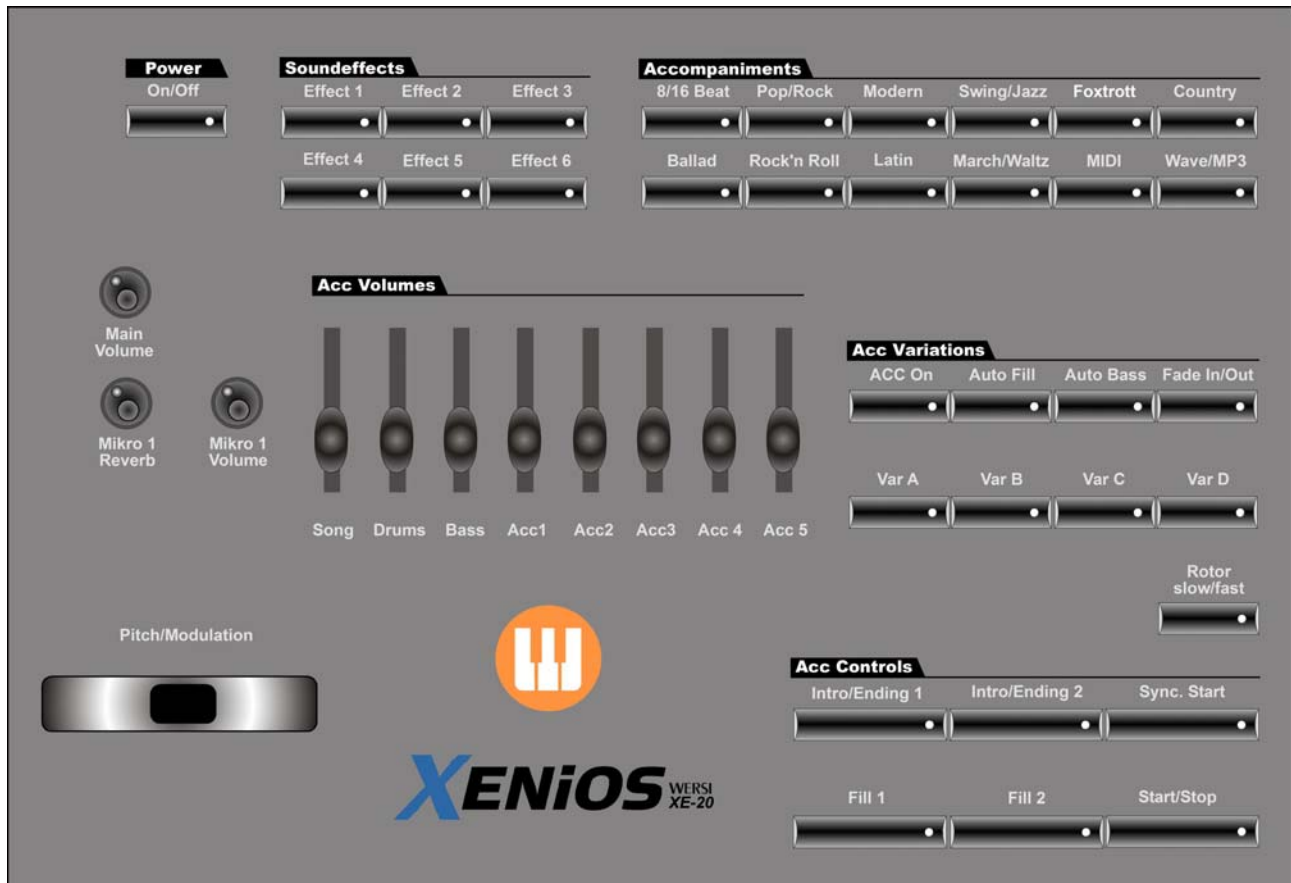 Power
On/Off
Soundeffects
Effect 1 Effect 2 Effect 3
Effect 4 Effect 5 Effect 6
Accompaniments
8/16 Beat Pop/Rock Modern Swing/Jazz Foxtrott Country
Ballad Rock'n Roll Latin March/Waltz MIDI Wave/MP3
Main
Volume
Mikro 1
Reverb
Mikro 1
Volume
Acc Volumes
Song Drums Bass Acc1 Acc2 Acc3 Acc 4 Acc 5
Acc Variations
ACC On Auto Fill Auto Bass Fade In/Out
Var A Var B Var C Var D
Rotor
slow/fast
Pitch/Modulation
XENiOS
WERSI
XE-20
Acc Controls
Intro/Ending 1 Intro/Ending 2 Sync. Start
Fill 1 Fill 2 Start/Stop